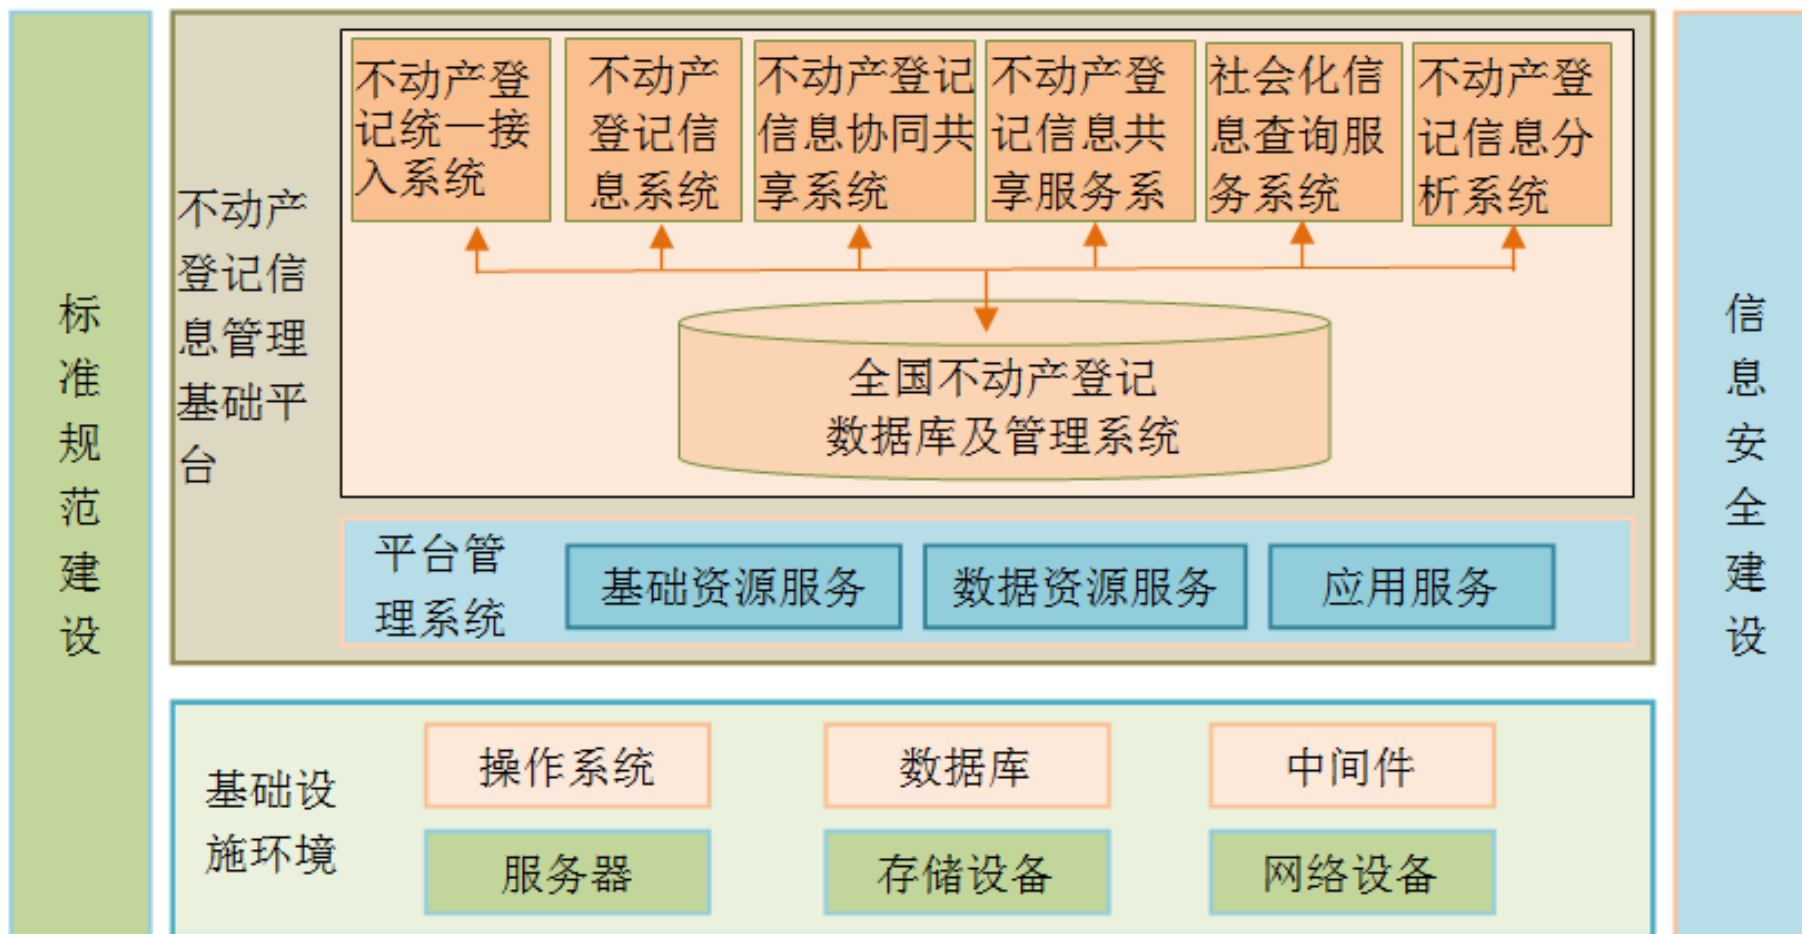 标
准
规
范
建
设
不动产
登记信
息管理
基础平
台
不动产登
记统一接
入系统
不动产
登记信
息系统
不动产登记
信息协同共
享系统
不动产登
记信息共
享服务系
社会化信
息查询服
务系统
不动产登
记信息分
析系统
全国不动产登记
数据库及管理系统
平台管
理系统
基础资源服务
数据资源服务
应用服务
基础设
施环境
操作系统
数据库
中间件
服务器
存储设备
网络设备
信
息
安
全
建
设